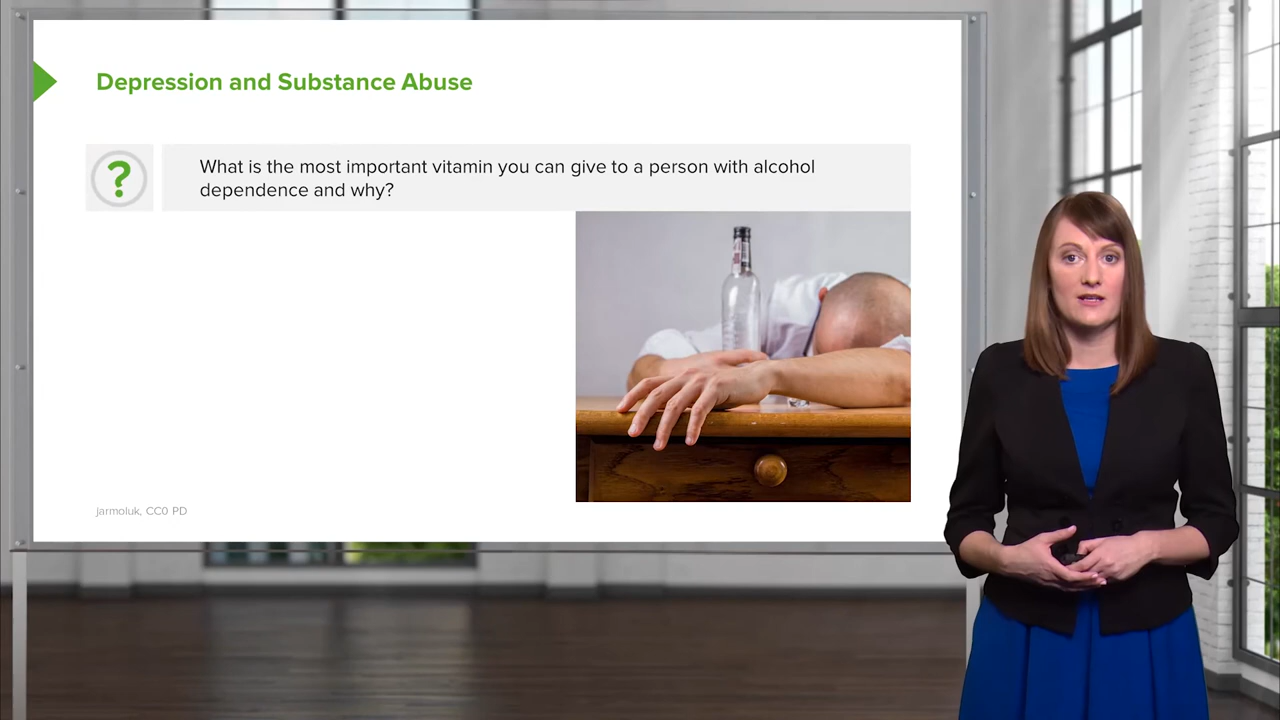 Depression and Substance Abuse
?
What is the most important vitamin you can give to a person with alcohol
dependence and why?
jarmoluk, CC0 PD